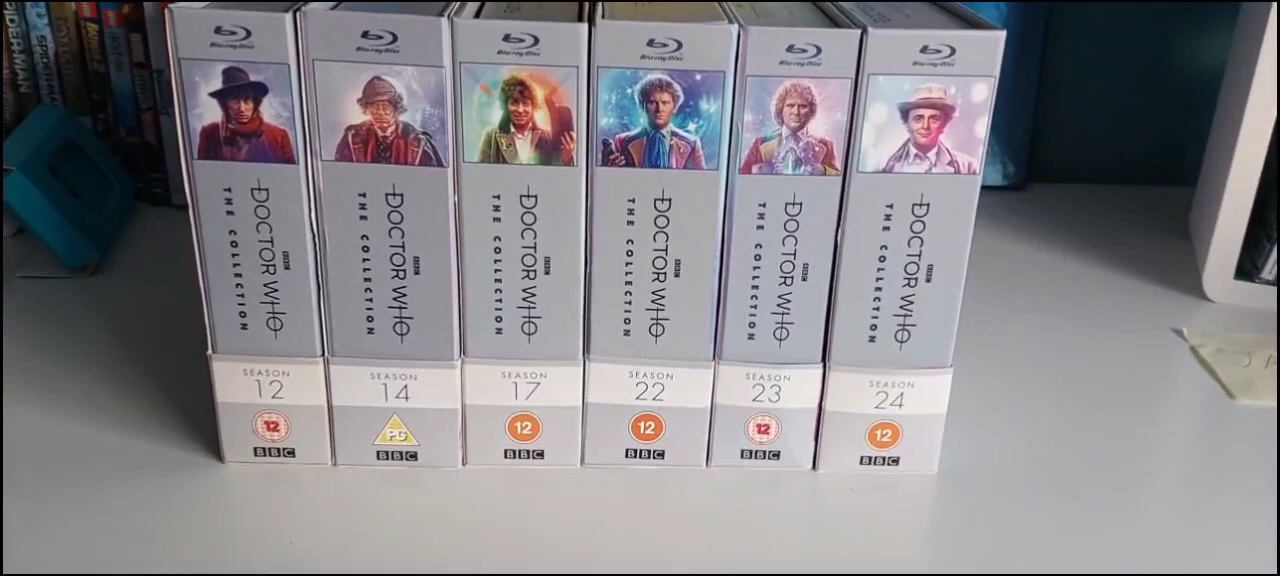 Blu-ray Disc
BBC
DOCTOR WHO
THE COLLECTION
SEASON
12
12
BBC
Blu-ray Disc
BBC
DOCTOR WHO
THE COLLECTION
SEASON
14
PG
BBC
Blu-ray Disc
BBC
DOCTOR WHO
THE COLLECTION
SEASON
17
12
BBC
Blu-ray Disc
BBC
DOCTOR WHO
THE COLLECTION
SEASON
22
12
BBC
Blu-ray Disc
BBC
DOCTOR WHO
THE COLLECTION
SEASON
23
12
BBC
Blu-ray Disc
BBC
DOCTOR WHO
THE COLLECTION
SEASON
24
12
BBC